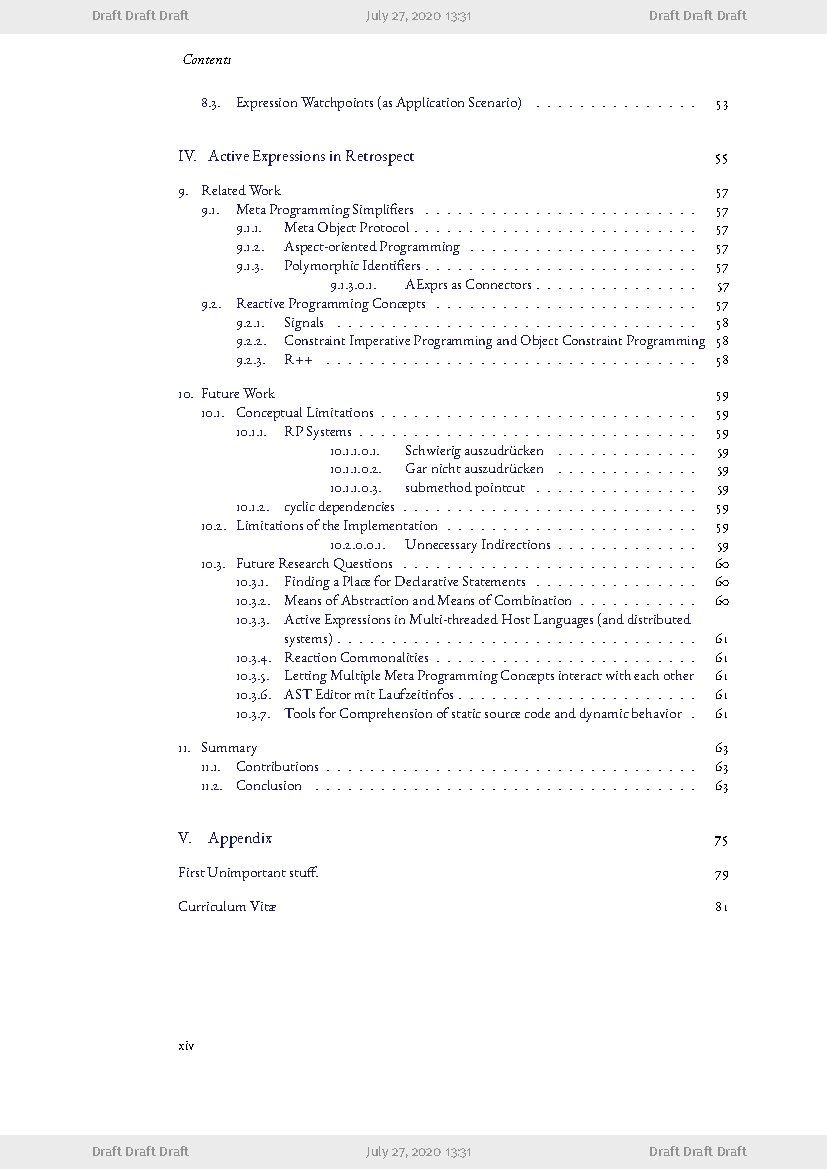 Draft Draft Draft July 27, 2020 13:31 Draft Draft Draft
Contents
8.3. Expression Watchpoints (as Application Scenario) . . . . . . . . . . . . . . . 53
IV. Active Expressions in Retrospect 55
9. Related Work 57
9.1. Meta Programming Simplifiers . . . . . . . . . . . . . . . . . . . . . . . . . 57
9.1.1. Meta Object Protocol . . . . . . . . . . . . . . . . . . . . . . . . . . 57
9.1.2. Aspect-oriented Programming . . . . . . . . . . . . . . . . . . . . . 57
9.1.3. Polymorphic Identifiers . . . . . . . . . . . . . . . . . . . . . . . . . 57
9.1.3.0.1. AExprs as Connectors . . . . . . . . . . . . . . . 57
9.2. Reactive Programming Concepts . . . . . . . . . . . . . . . . . . . . . . . . 57
9.2.1. Signals . . . . . . . . . . . . . . . . . . . . . . . . . . . . . . . . . 58
9.2.2. Constraint Imperative Programming and Object Constraint Programming 58
9.2.3. R++ . . . . . . . . . . . . . . . . . . . . . . . . . . . . . . . . . . 58
10. Future Work 59
10.1. Conceptual Limitations . . . . . . . . . . . . . . . . . . . . . . . . . . . . . 59
10.1.1. RP Systems . . . . . . . . . . . . . . . . . . . . . . . . . . . . . . . 59
10.1.1.0.1. Schwierig auszudrücken . . . . . . . . . . . . . 59
10.1.1.0.2. Gar nicht auszudrücken . . . . . . . . . . . . . 59
10.1.1.0.3. submethod pointcut . . . . . . . . . . . . . . . 59
10.1.2. cyclic dependencies . . . . . . . . . . . . . . . . . . . . . . . . . . . 59
10.2. Limitations of the Implementation . . . . . . . . . . . . . . . . . . . . . . . 59
10.2.0.0.1. Unnecessary Indirections . . . . . . . . . . . . . 59
10.3. Future Research Questions . . . . . . . . . . . . . . . . . . . . . . . . . . . 60
10.3.1. Finding a Place for Declarative Statements . . . . . . . . . . . . . . . 60
10.3.2. Means of Abstraction and Means of Combination . . . . . . . . . . . 60
10.3.3. Active Expressions in Multi-threaded Host Languages (and distributed
systems) . . . . . . . . . . . . . . . . . . . . . . . . . . . . . . . . . 61
10.3.4. Reaction Commonalities . . . . . . . . . . . . . . . . . . . . . . . . 61
10.3.5. Letting Multiple Meta Programming Concepts interact with each other 61
10.3.6. AST Editor mit Laufzeitinfos . . . . . . . . . . . . . . . . . . . . . . 61
10.3.7. Tools for Comprehension of static source code and dynamic behavior . 61
11. Summary 63
11.1. Contributions . . . . . . . . . . . . . . . . . . . . . . . . . . . . . . . . . . 63
11.2. Conclusion . . . . . . . . . . . . . . . . . . . . . . . . . . . . . . . . . . . 63
V. Appendix 75
First Unimportant stuff. 79
Curriculum Vitæ 81
xiv
Draft Draft Draft July 27, 2020 13:31 Draft Draft Draft